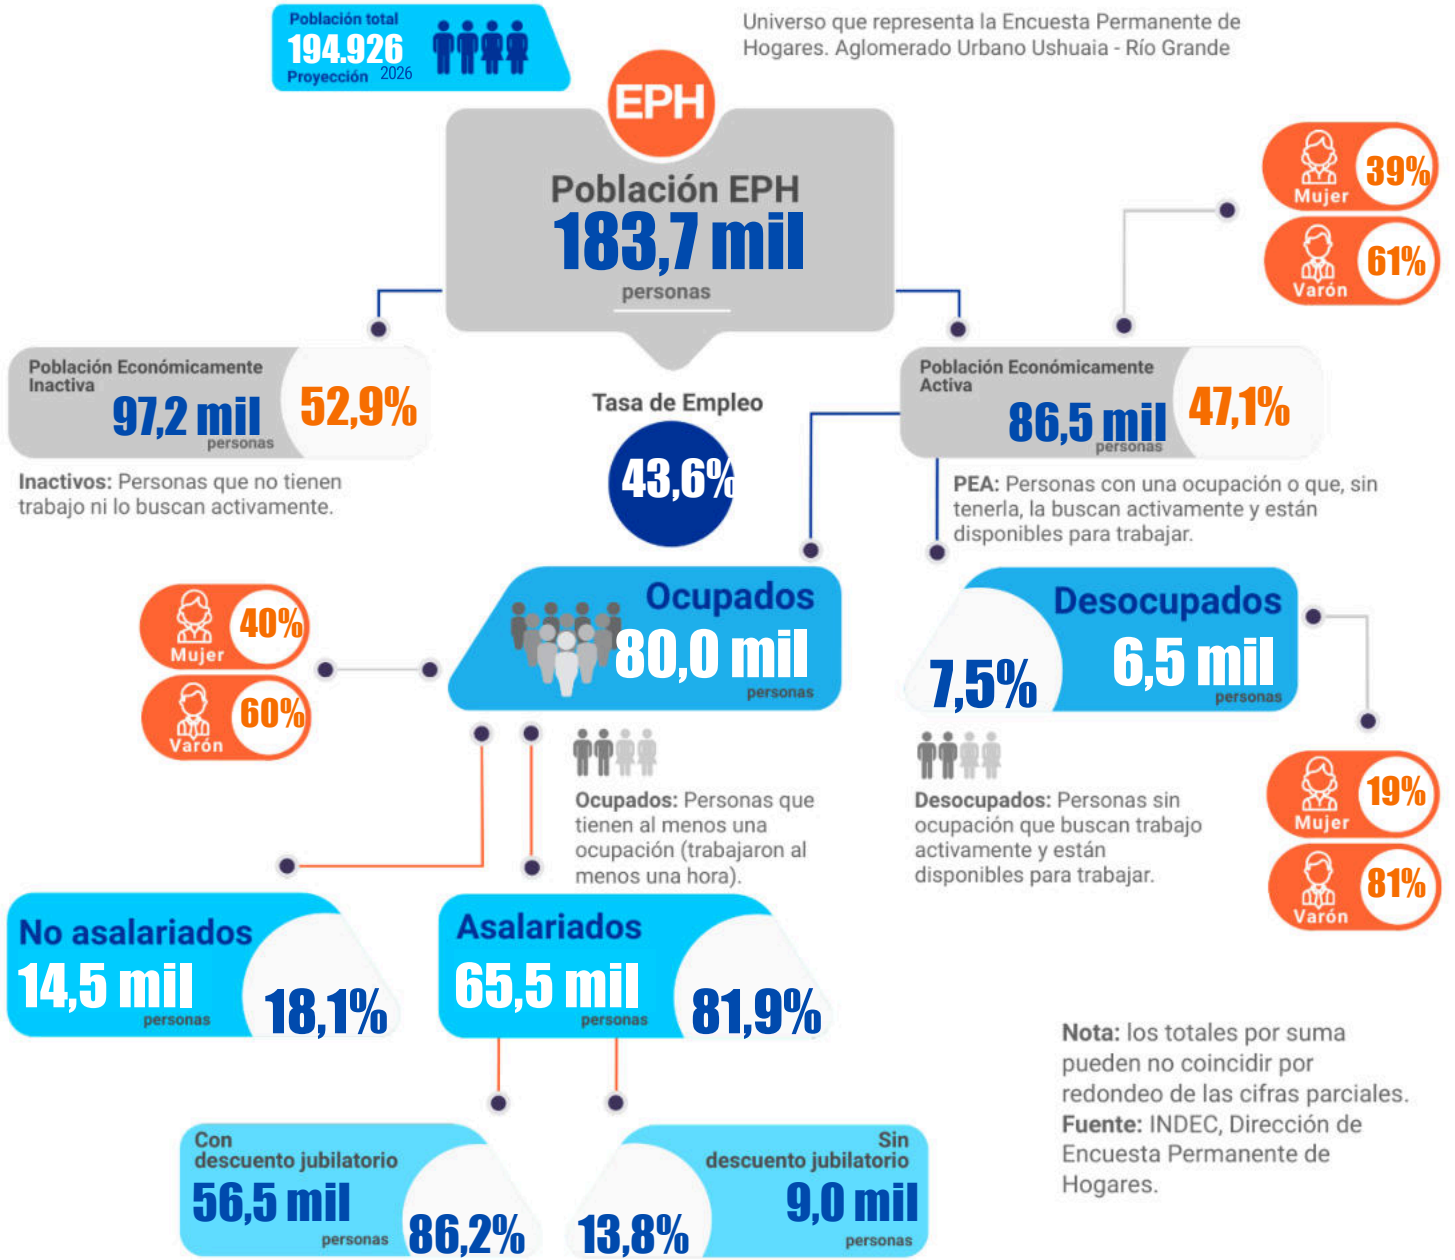 Población total
194.926
Proyección 2026
Universo que representa la Encuesta Permanente de
Hogares. Aglomerado Urbano Ushuaia - Río Grande
EPH
Población EPH
183,7 mil
personas
Mujer
39%
Varón
61%
Población Económicamente
Inactiva
97,2 mil
personas
52,9%
Inactivos: Personas que no tienen
trabajo ni lo buscan activamente.
Tasa de Empleo
43,6%
Población Económicamente
Activa
86,5 mil
personas
47,1%
PEA: Personas con una ocupación o que, sin
tenerla, la buscan activamente y están
disponibles para trabajar.
Mujer
40%
Varón
60%
Ocupados
80,0 mil
personas
Ocupados: Personas que
tienen al menos una
ocupación (trabajaron al
menos una hora).
Desocupados
6,5 mil
personas
7,5%
Desocupados: Personas sin
ocupación que buscan trabajo
activamente y están
disponibles para trabajar.
Mujer
19%
Varón
81%
No asalariados
14,5 mil
personas
18,1%
Asalariados
65,5 mil
personas
81,9%
Con
descuento jubilatorio
56,5 mil
personas
86,2%
Sin
descuento jubilatorio
9,0 mil
personas
13,8%
Nota: los totales por suma
pueden no coincidir por
redondeo de las cifras parciales.
Fuente: INDEC, Dirección de
Encuesta Permanente de
Hogares.